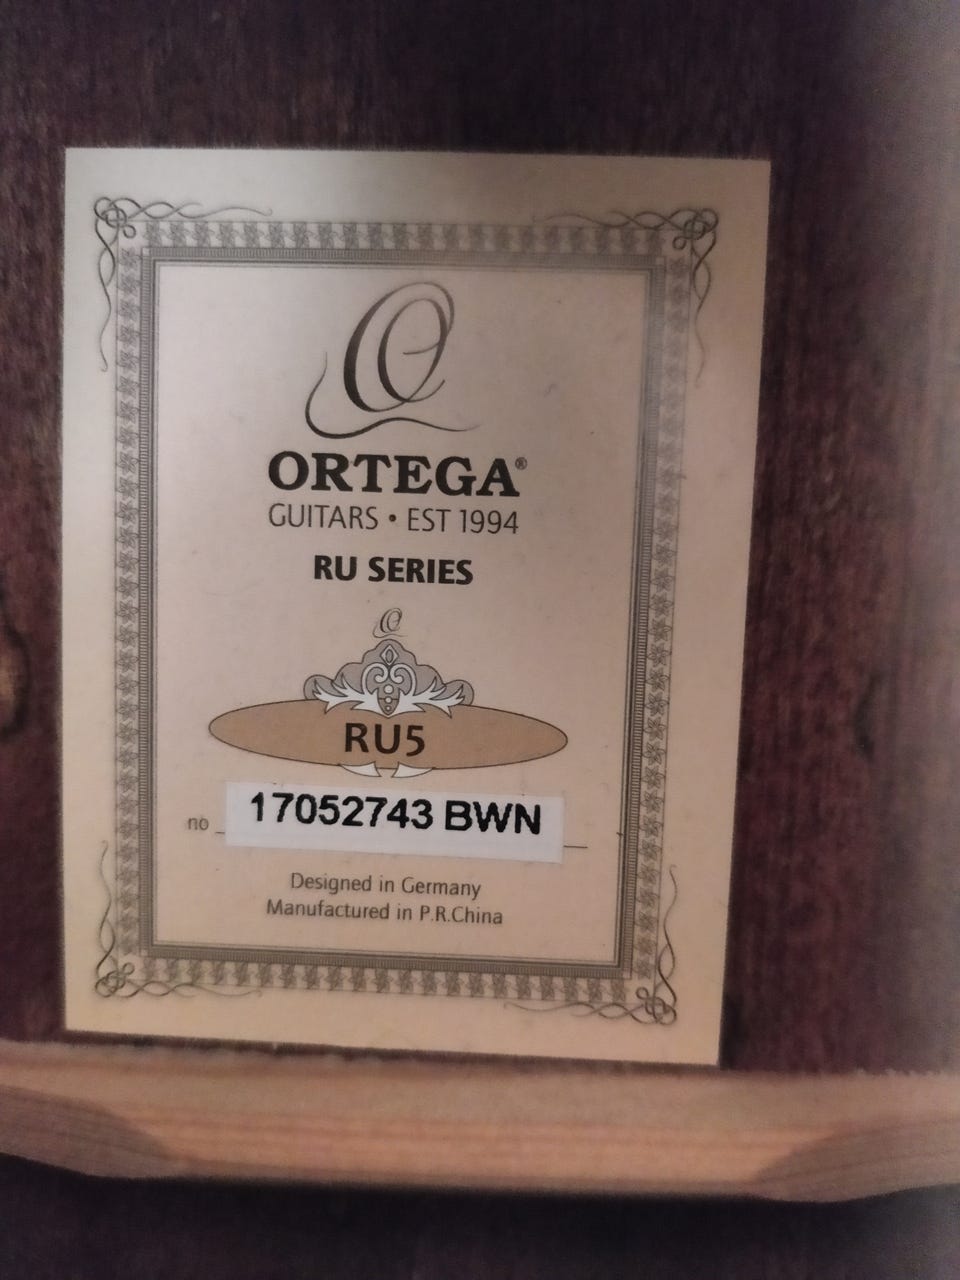 ORTEGA®
GUITARS • EST 1994
RU SERIES
RU5
no 17052743 BWN
Designed in Germany
Manufactured in P.R.China